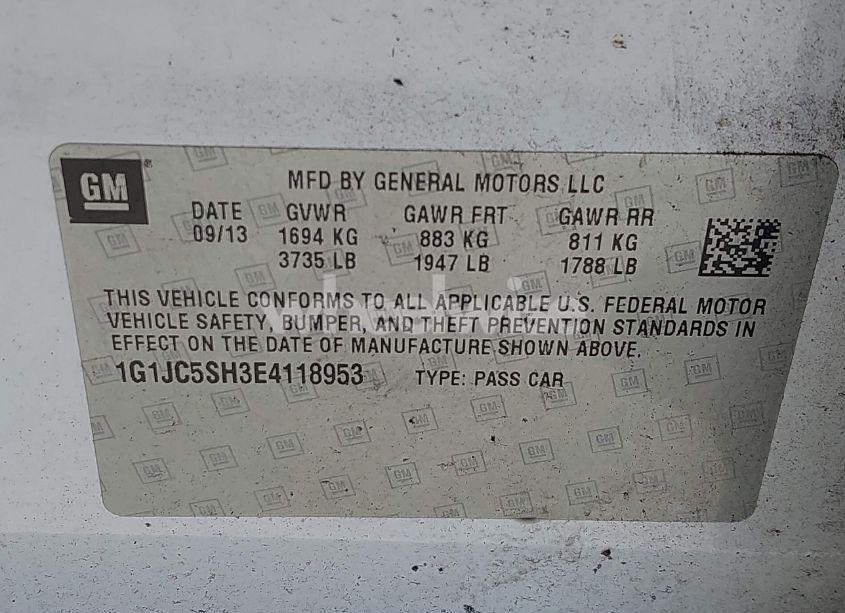 GM
MFD BY GENERAL MOTORS LLC
DATE GVWR GAWR FRT GAWR RR
09/13 1694 KG 883 KG 811 KG
3735 LB 1947 LB 1788 LB
THIS VEHICLE CONFORMS TO ALL APPLICABLE U.S. FEDERAL MOTOR
VEHICLE SAFETY, BUMPER, AND THEFT PREVENTION STANDARDS IN
EFFECT ON THE DATE OF MANUFACTURE SHOWN ABOVE.
1G1JC5SH3E4118953 TYPE: PASS CAR